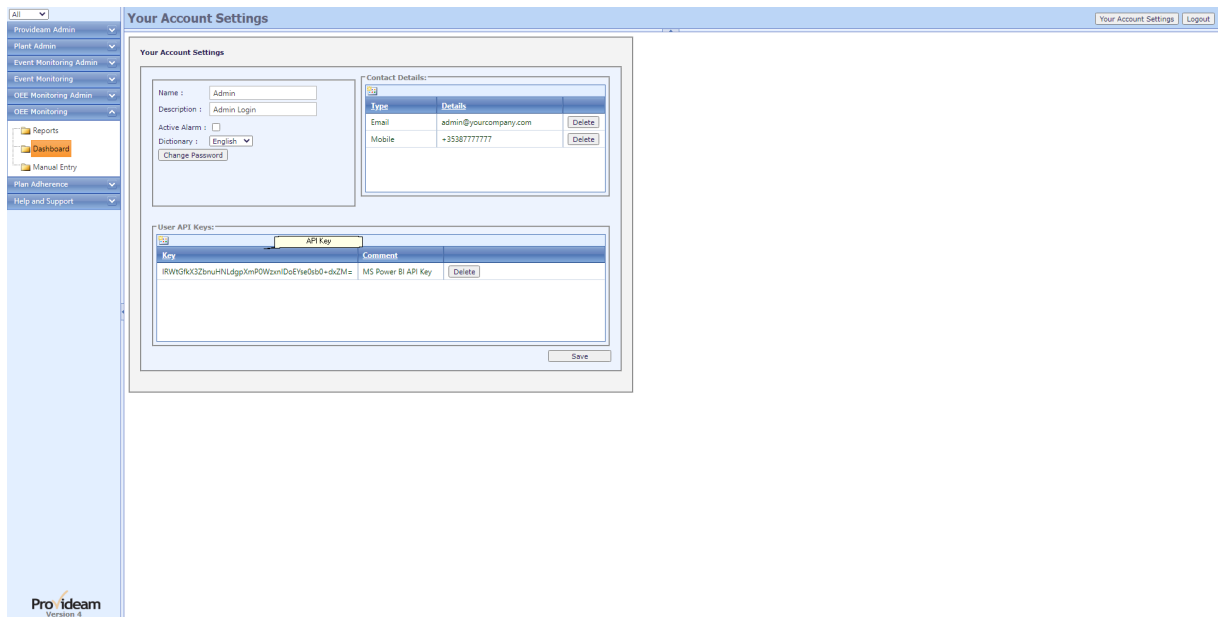 All
Your Account Settings
Your Account Settings Logout
Provideam Admin
Plant Admin
Event Monitoring Admin
Event Monitoring
OEE Monitoring Admin
OEE Monitoring
Reports
Dashboard
Manual Entry
Plan Adherence
Help and Support
Your Account Settings
Name : Admin
Description : Admin Login
Active Alarm :
Dictionary : English
Change Password
Contact Details:
Type Details
Email admin@yourcompany.com Delete
Mobile +35387777777 Delete
User API Keys:
API Key
Key Comment
MS Power BI API Key Delete
Save
Provideam
Version 4